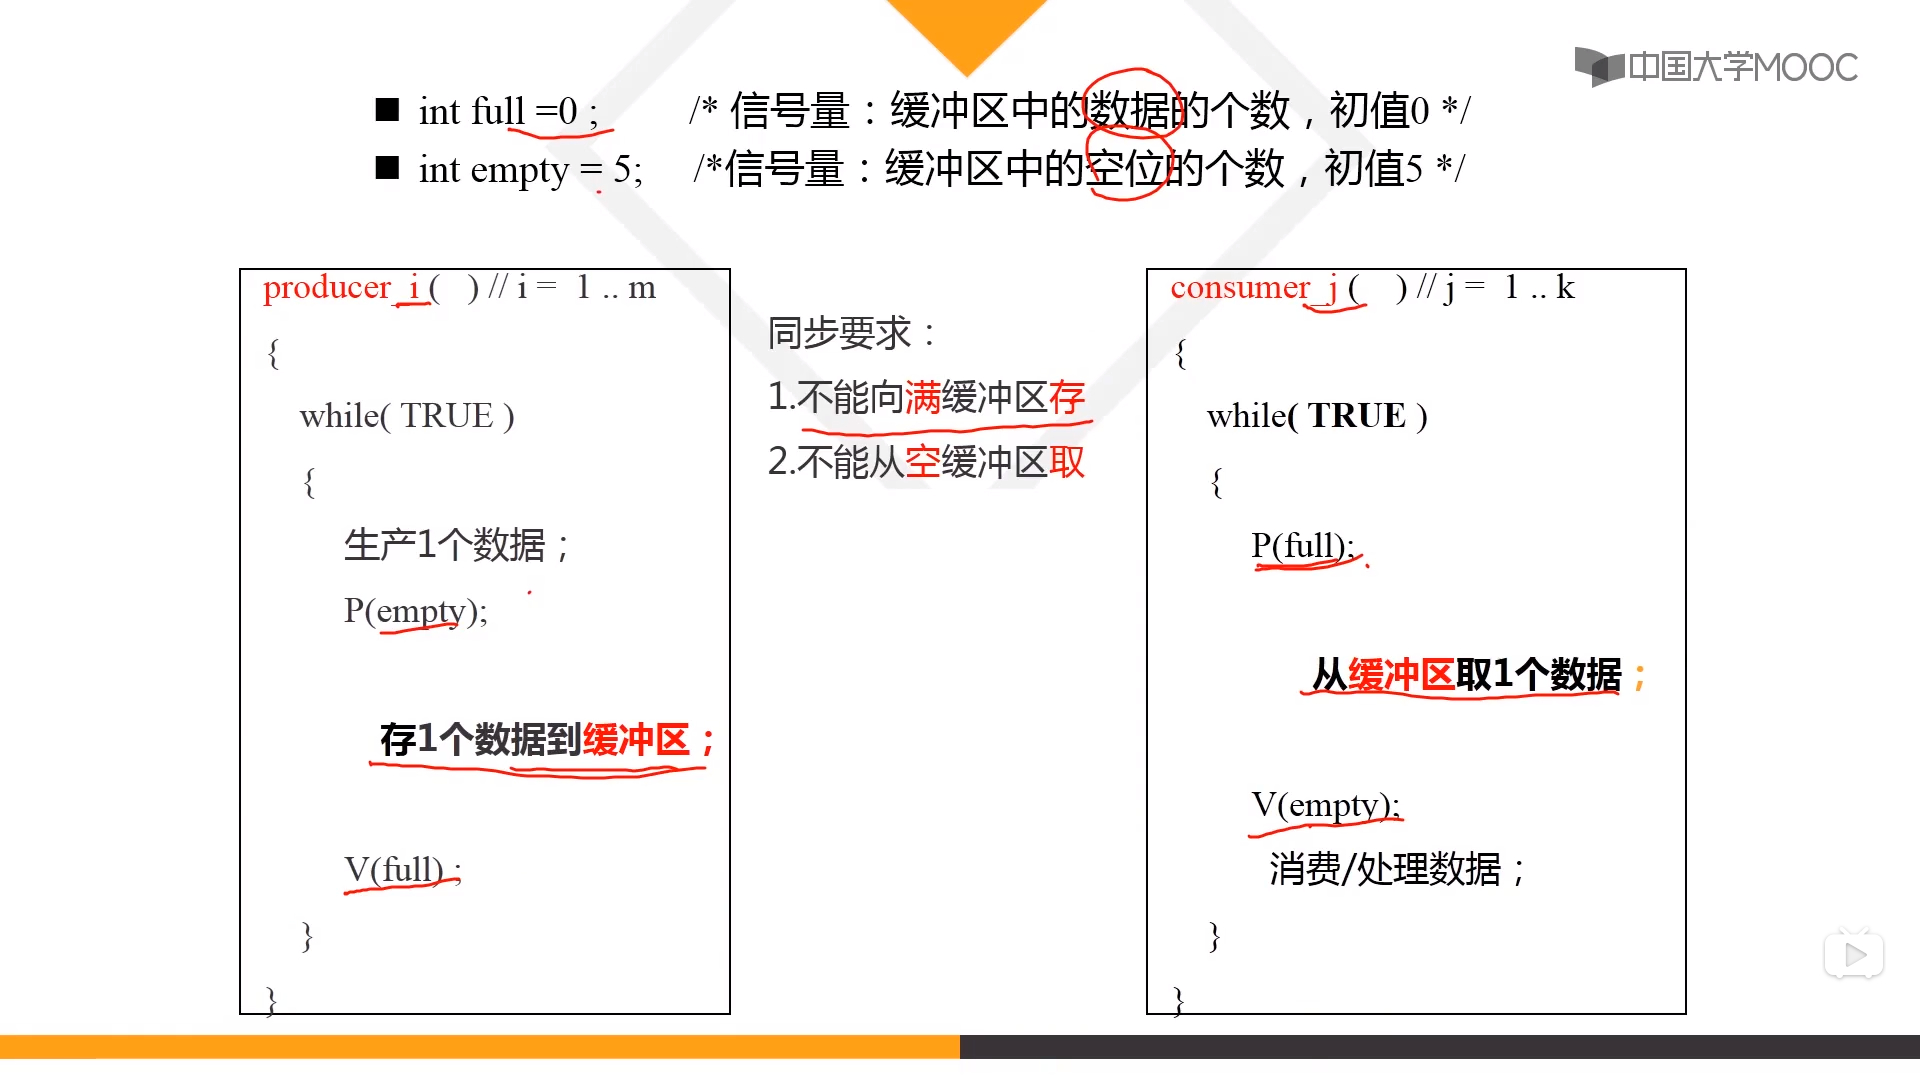 中国大学MOOC
■ int full =0 ; /* 信号量：缓冲区中的数据的个数，初值0 */
■ int empty = 5; /*信号量：缓冲区中的空位的个数，初值5 */
producer_i ( ) // i = 1 .. m
{
while( TRUE )
{
生产1个数据；
P(empty);
存1个数据到缓冲区；
V(full) ;
}
}
同步要求：
1.不能向满缓冲区存
2.不能从空缓冲区取
consumer_j ( ) // j = 1 .. k
{
while( TRUE )
{
P(full);
从缓冲区取1个数据；
V(empty);
消费/处理数据；
}
}